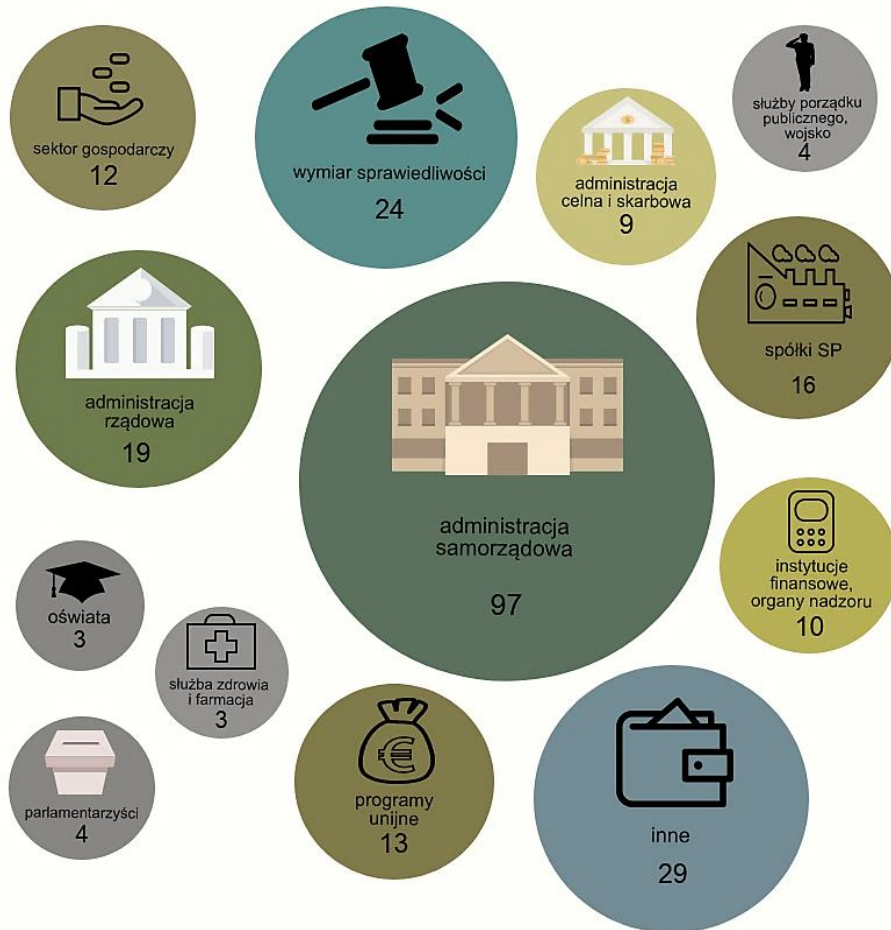 sektor gospodarczy
12
wymiar sprawiedliwości
24
administracja
celna i skarbowa
9
służby porządku
publicznego,
wojsko
4
administracja
rządowa
19
spółki SP
16
administracja
samorządowa
97
instytucje
finansowe,
organy nadzoru
10
oświata
3
służba zdrowia
i farmacja
3
parlamentarzyści
4
programy
unijne
13
inne
29